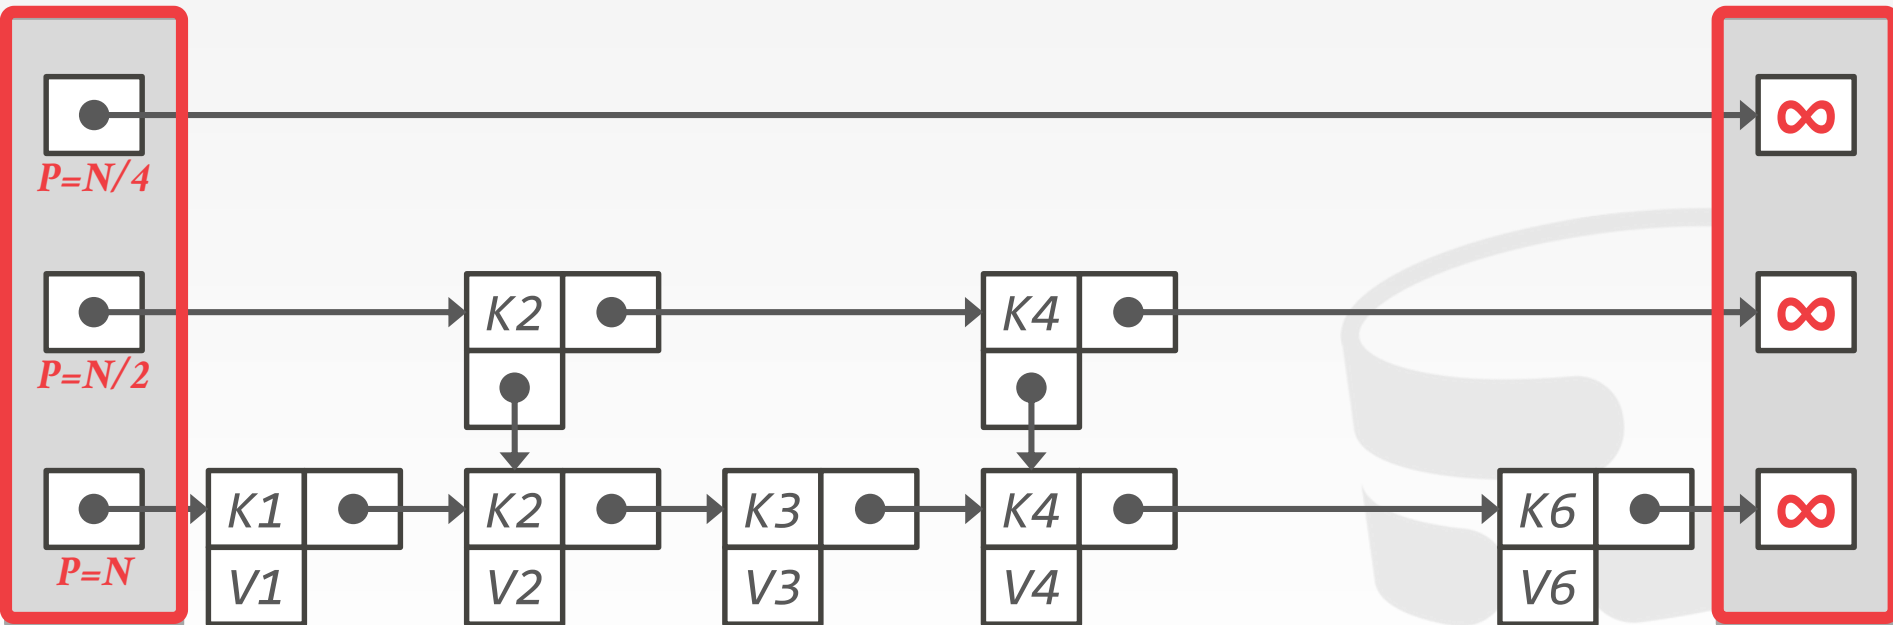 ∞
P=N/4
K2 K4 ∞
P=N/2
K1 K2 K3 K4 K6 ∞
P=N
V1 V2 V3 V4 V6